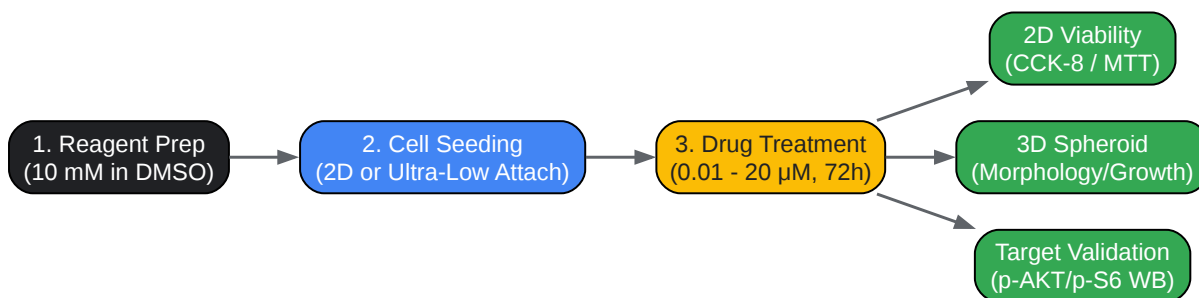 1. Reagent Prep
(10 mM in DMSO)
2. Cell Seeding
(2D or Ultra-Low Attach)
3. Drug Treatment
(0.01 - 20 μM, 72h)
2D Viability
(CCK-8 / MTT)
3D Spheroid
(Morphology/Growth)
Target Validation
(p-AKT/p-S6 WB)